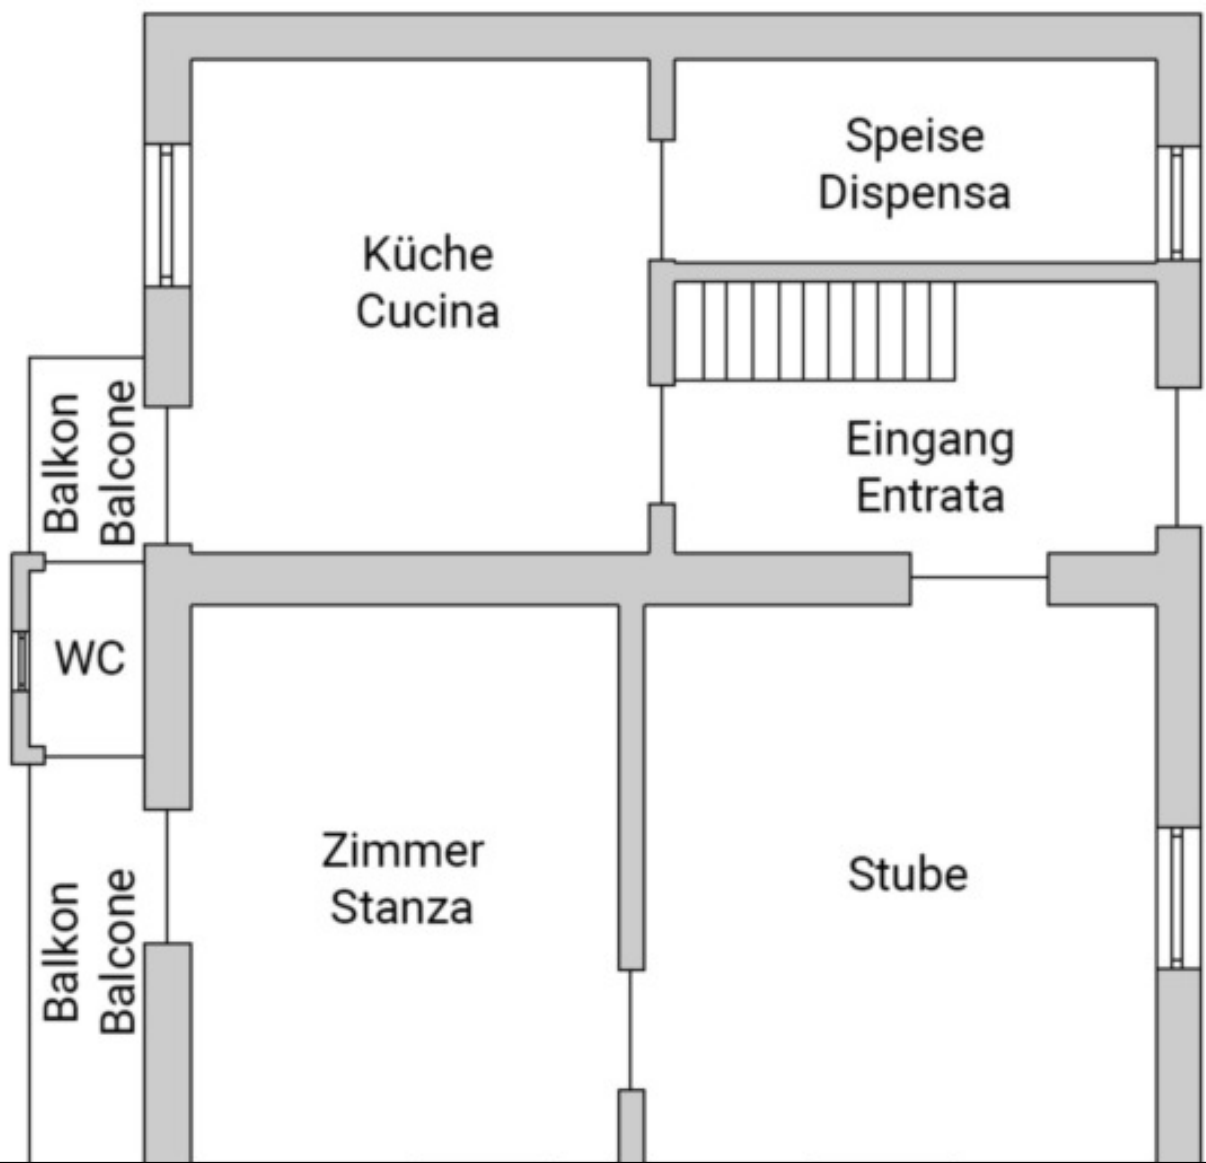 Speise
Dispensa
Küche
Cucina
Balkon
Balcone
Eingang
Entrata
WC
Zimmer
Stanza
Stube
Balkon
Balcone